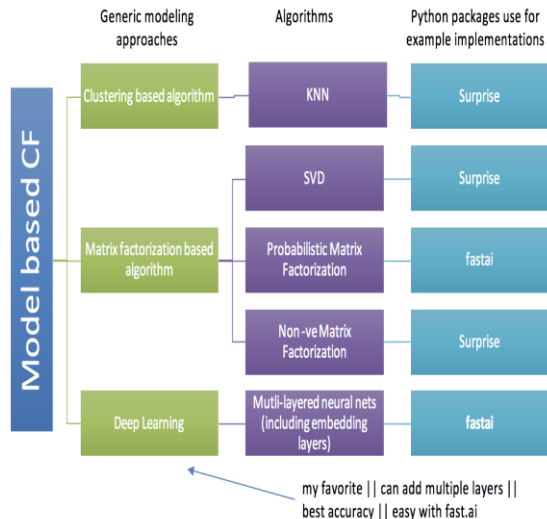 Generic modeling
approaches
Algorithms
Python packages use for
example implementations
Model based CF
Clustering based algorithm
KNN
Surprise
Matrix factorization based
algorithm
SVD
Surprise
Probabilistic Matrix
Factorization
fastai
Non -ve Matrix
Factorization
Surprise
Deep Learning
Mutli-layered neural nets
(including embedding
layers)
fastai
my favorite || can add multiple layers ||
best accuracy || easy with fast.ai